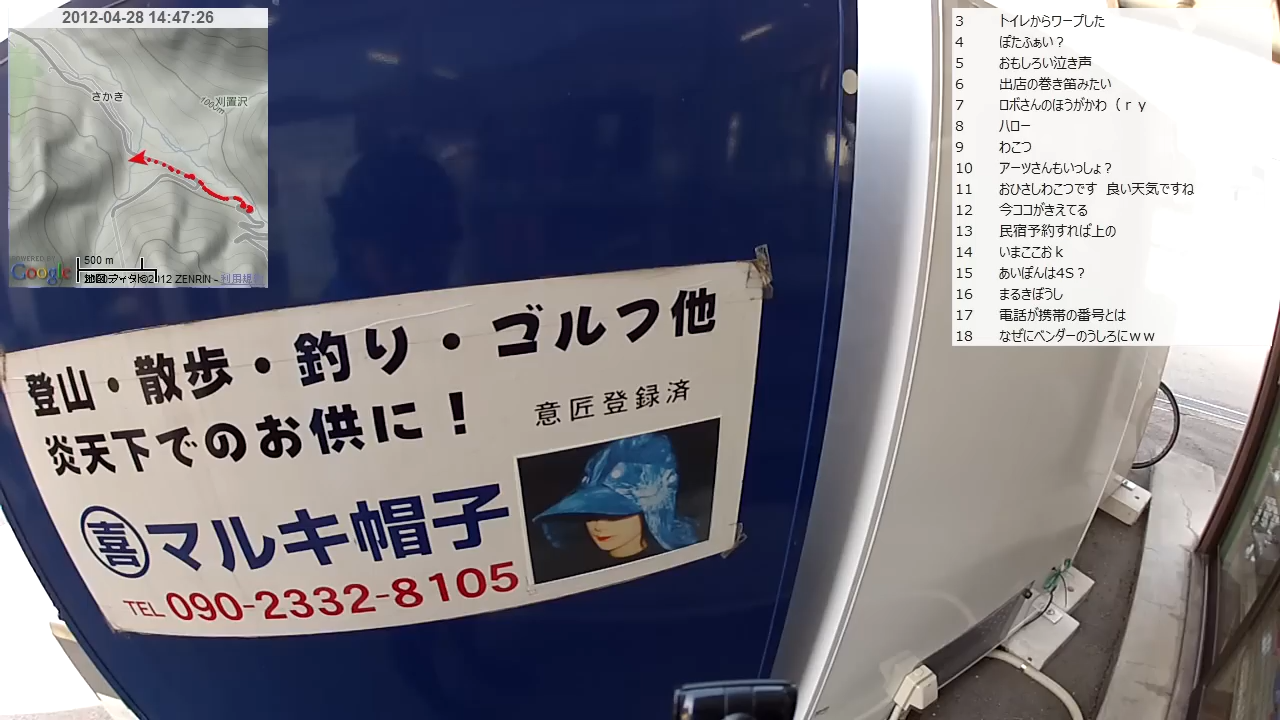 2012-04-28 14:47:26
さかき
1000m
刈置沢
POWERED BY
Google
500 m
©2012 ZENRIN -
3 トイレからワープした
4 ぽたふぁい？
5 おもしろい泣き声
6 出店の巻き笛みたい
7 ロボさんのほうがかわ（ｒｙ
8 ハロー
9 わこつ
10 アーツさんもいっしょ？
11 おひさしわこつです 良い天気ですね
12 今ココがきえてる
13 民宿予約すれば上の
14 いまここおｋ
15 あいぽんは4S？
16 まるきぼうし
17 電話が携帯の番号とは
18 なぜにベンダーのうしろにｗｗ
登山・散歩・釣り・ゴルフ他
炎天下でのお供に！
意匠登録済
喜 マルキ帽子
TEL 090-2332-8105